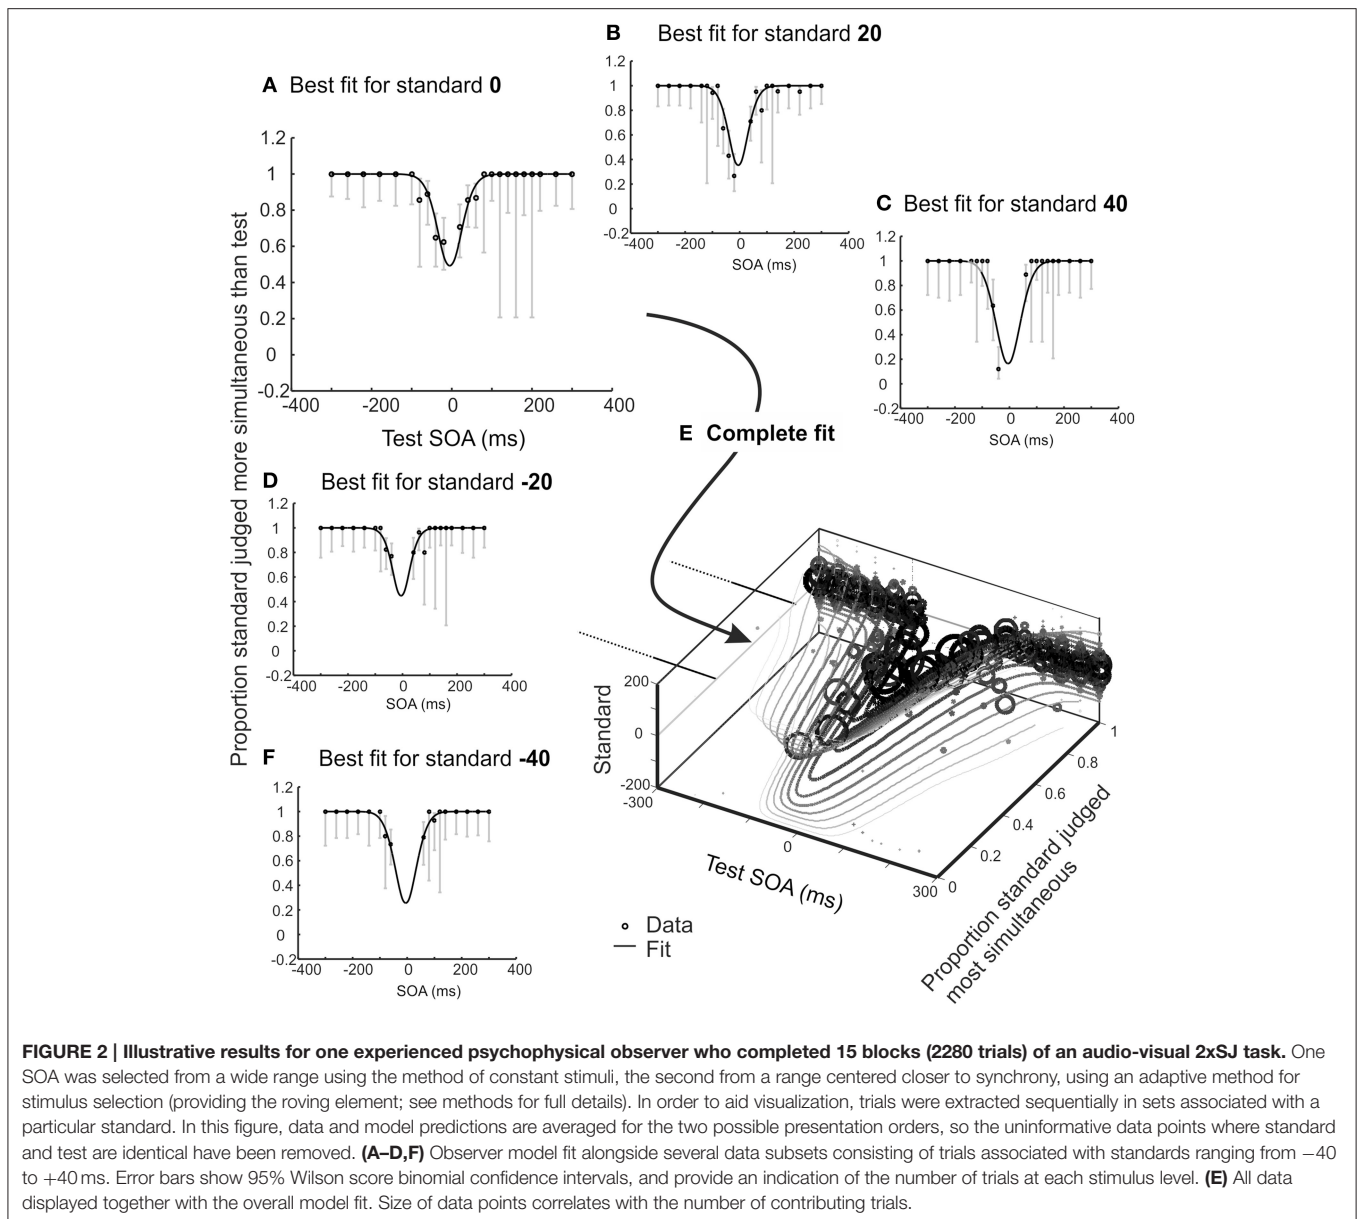 A Best fit for standard 0
1.2
1
0.8
0.6
0.4
0.2
0
-0.2
-400 -200 0 200 400
Test SOA (ms)
Proportion standard judged more simultaneous than test
B Best fit for standard 20
1.2
1
0.8
0.6
0.4
0.2
0
-0.2
-400 -200 0 200 400
SOA (ms)
C Best fit for standard 40
1.2
1
0.8
0.6
0.4
0.2
0
-0.2
-400 -200 0 200 400
SOA (ms)
D Best fit for standard -20
1.2
1
0.8
0.6
0.4
0.2
0
-0.2
-400 -200 0 200 400
SOA (ms)
E Complete fit
200
0
-200
Standard
-300
0
300
Test SOA (ms)
0
0.2
0.4
0.6
0.8
1
Proportion standard judged
most simultaneous
F Best fit for standard -40
1.2
1
0.8
0.6
0.4
0.2
0
-0.2
-400 -200 0 200 400
SOA (ms)
Data
Fit
FIGURE 2 | Illustrative results for one experienced psychophysical observer who completed 15 blocks (2280 trials) of an audio-visual 2xSJ task. One
SOA was selected from a wide range using the method of constant stimuli, the second from a range centered closer to synchrony, using an adaptive method for
stimulus selection (providing the roving element; see methods for full details). In order to aid visualization, trials were extracted sequentially in sets associated with a
particular standard. In this figure, data and model predictions are averaged for the two possible presentation orders, so the uninformative data points where standard
and test are identical have been removed. (A–D,F) Observer model fit alongside several data subsets consisting of trials associated with standards ranging from −40
to +40 ms. Error bars show 95% Wilson score binomial confidence intervals, and provide an indication of the number of trials at each stimulus level. (E) All data
displayed together with the overall model fit. Size of data points correlates with the number of contributing trials.